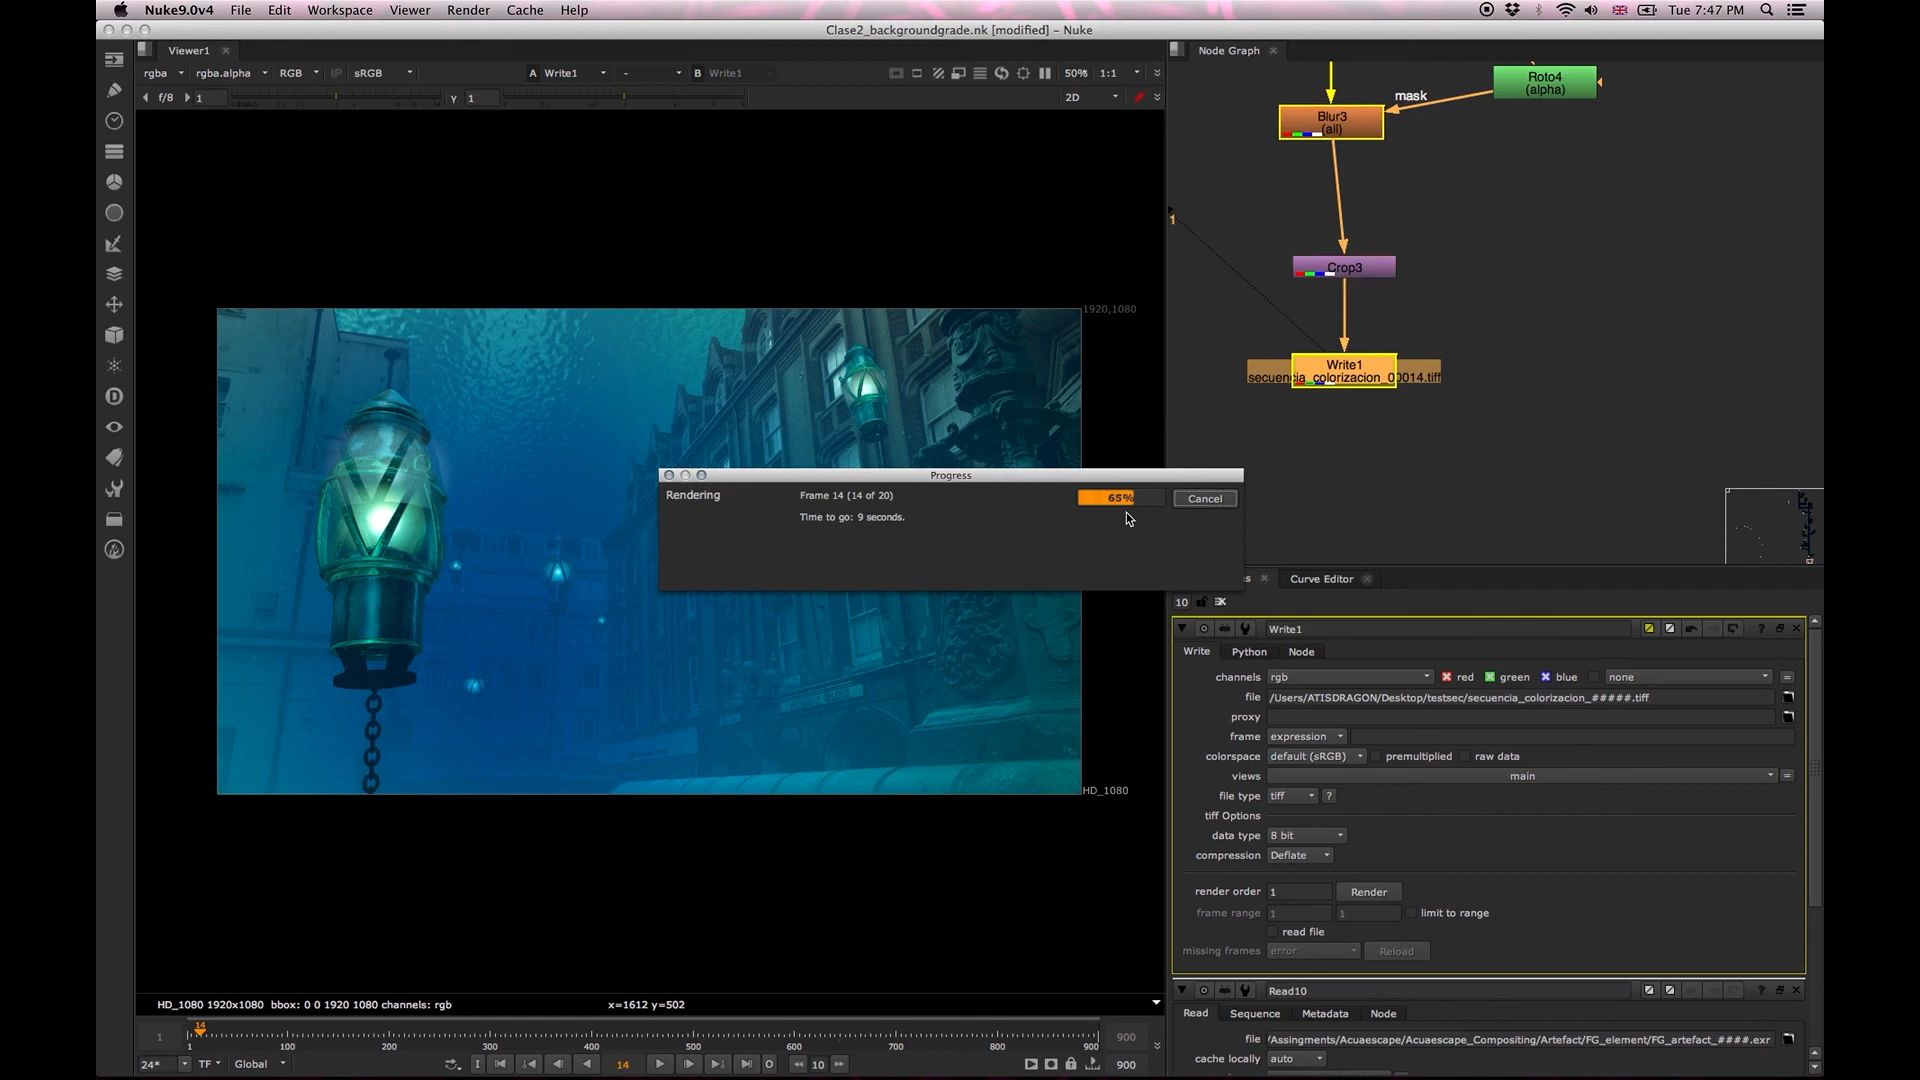 Nuke9.0v4 File Edit Workspace Viewer Render Cache Help Tue 7:47 PM
Clase2_backgroundgrade.nk [modified] – Nuke
Viewer1
rgba rgba.alpha RGB IP sRGB A Write1 - B Write1 50% 1:1
f/8 1 Y 1 2D
1920,1080
HD_1080
Node Graph
Roto4
(alpha)
mask
Blur3
(all)
1
Crop3
Write1
secuencia_colorizacion_00014.tiff
Progress
Rendering Frame 14 (14 of 20) 65% Cancel
Time to go: 9 seconds.
Curve Editor
10
Write1
Write Python Node
channels rgb red green blue none =
file /Users/ATISDRAGON/Desktop/testsec/secuencia_colorizacion_#####.tiff
proxy
frame expression
colorspace default (sRGB) premultiplied raw data
views main =
file type tiff ?
tiff Options
data type 8 bit
compression Deflate
render order 1 Render
frame range 1 1 limit to range
read file
missing frames error Reload
Read10
Read Sequence Metadata Node
file /Assingments/Acuaescape/Acuaescape_Compositing/Artefact/FG_element/FG_artefact_####.exr
cache locally auto
HD_1080 1920x1080 bbox: 0 0 1920 1080 channels: rgb x=1612 y=502
14
1 900
1 100 200 300 400 500 600 700 800 900
24* TF Global I 14 O 10 900